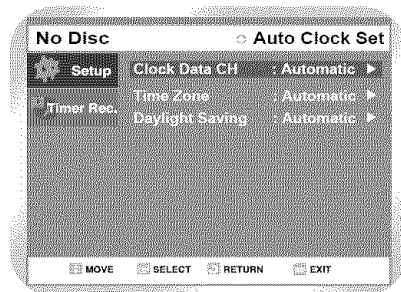 No Disc Auto Clock Set
Setup Clock Data CH : Automatic ►
Time Zone : Automatic ►
Timer Rec.
Daylight Saving : Automatic ►
MOVE SELECT RETURN EXIT